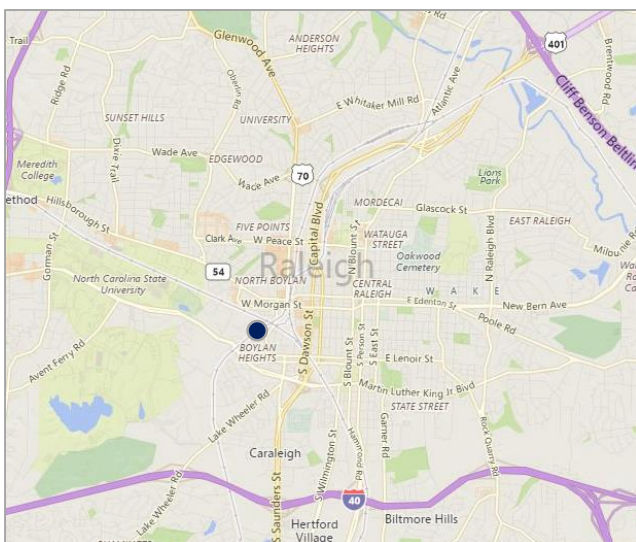 Trail
Glenwood Ave
ANDERSON
HEIGHTS
401
Brentwood Rd
Ridge Rd
Oberlin Rd
Atlantic Ave
Cliff Benson Beltlin
E Whitaker Mill Rd
SUNSET HILLS
UNIVERSITY
Dixie Trail
Wade Ave
EDGEWOOD
Meredith
College
Wade Ave
70
Lions
Park
ethod
Hillsborough St
MORDECAI
Glascock St
EAST RALEIGH
FIVE POINTS
Capital Blvd
N Blount St
WATAUGA
STREET
N Raleigh Blvd
Milbu nie Rd
Gorman St
Clark Ave
W Peace St
Oakwood
Cemetery
54
Raleigh
North Carolina State
University
NORTH BOYLAN
CENTRAL
RALEIGH
W A K E
Wa
Ra
Ca
W Morgan St
E Edenton St
New Bern Ave
Poole Rd
Avent Ferry Rd
BOYLAN
HEIGHTS
S Dawson St
S Blount St
S Person St
S East St
E Lenoir St
Martin Luther King Jr Blvd
STATE STREET
Lake Wheeler Rd
Caraleigh
S Saunders St
S Wilmington St
Hammond Rd
Garner Rd
Rock Quarry Rd
40
Lake Wheeler Rd
Hertford
Village
Biltmore Hills